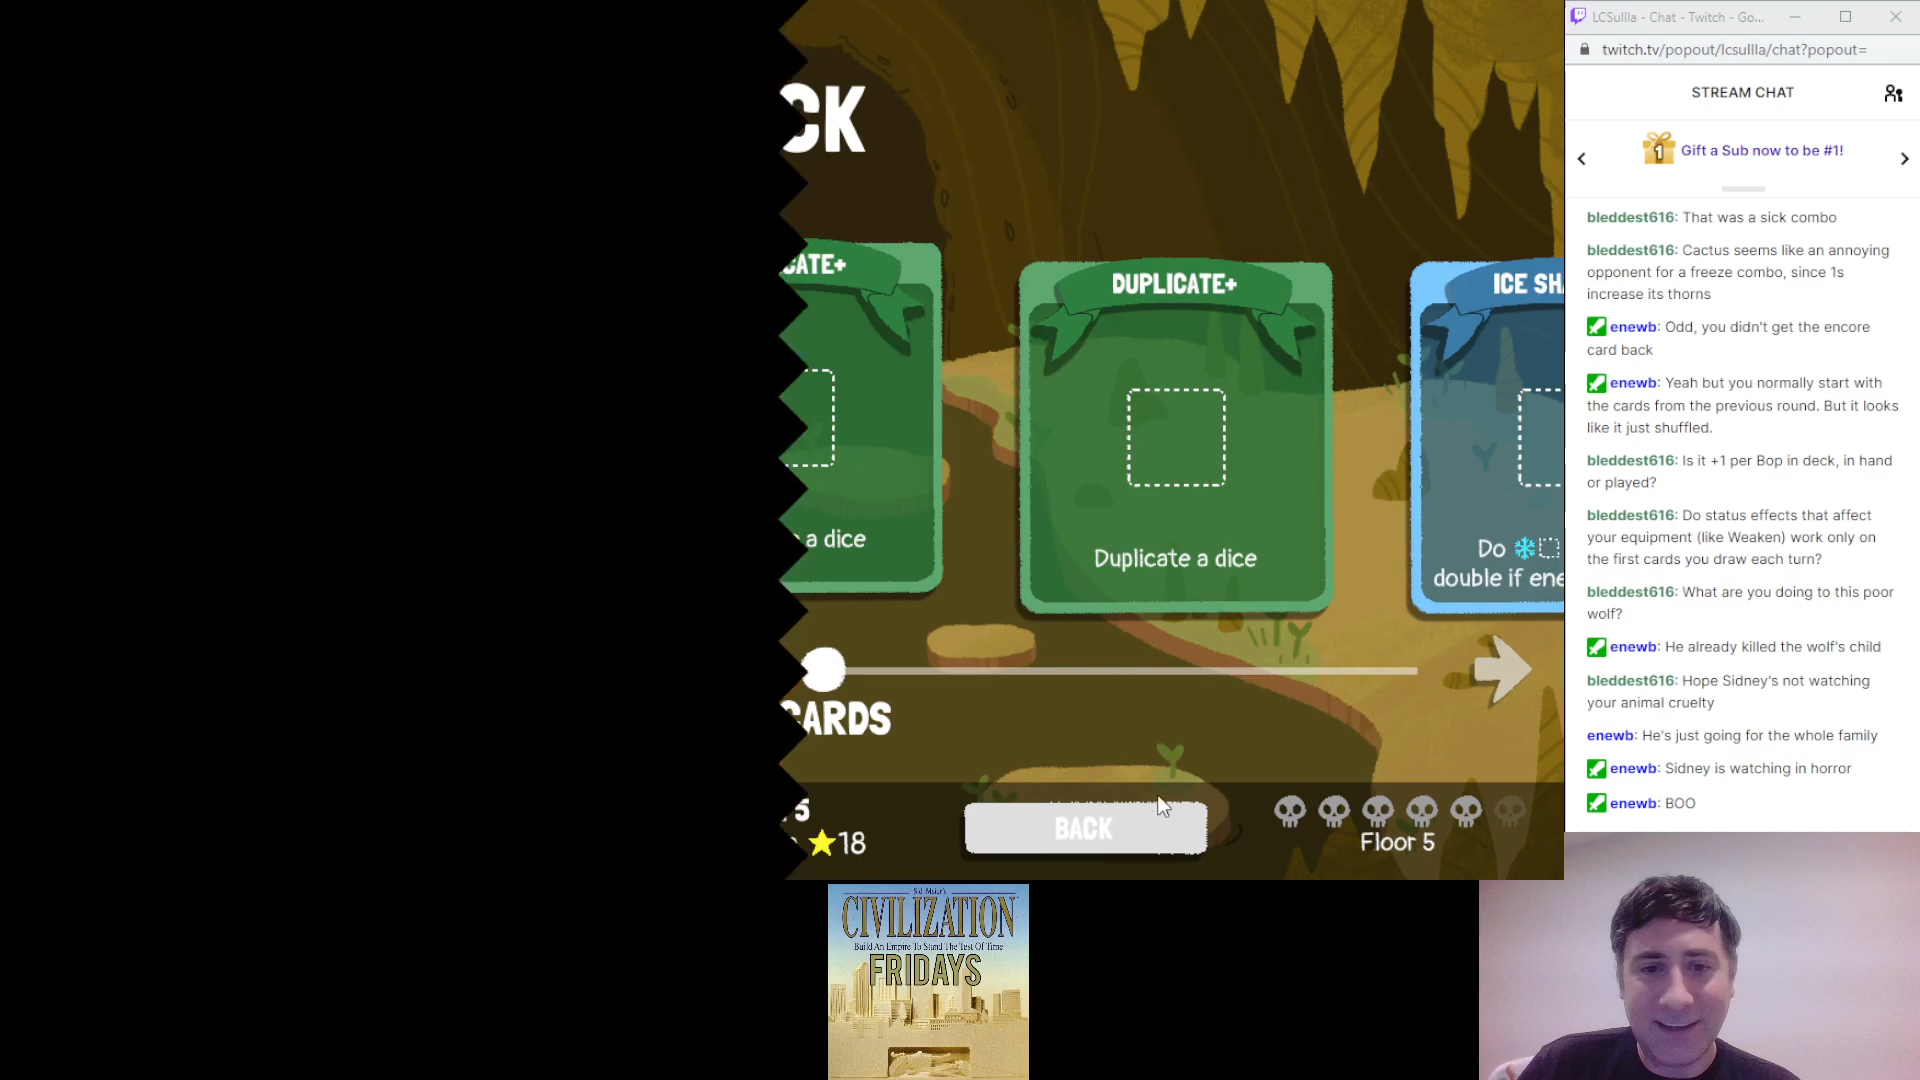 CK
CATE+
a dice
DUPLICATE+
Duplicate a dice
ICE SHA
Do
double if ene
CARDS
5
18
BACK
Floor 5
Sid Meier's
CIVILIZATION
Build An Empire To Stand The Test Of Time
FRIDAYS
LCSullla - Chat - Twitch - Go...
twitch.tv/popout/lcsullla/chat?popout=
STREAM CHAT
1
Gift a Sub now to be #1!
bleddest616: That was a sick combo
bleddest616: Cactus seems like an annoying
opponent for a freeze combo, since 1s
increase its thorns
enewb: Odd, you didn't get the encore
card back
enewb: Yeah but you normally start with
the cards from the previous round. But it looks
like it just shuffled.
bleddest616: Is it +1 per Bop in deck, in hand
or played?
bleddest616: Do status effects that affect
your equipment (like Weaken) work only on
the first cards you draw each turn?
bleddest616: What are you doing to this poor
wolf?
enewb: He already killed the wolf's child
bleddest616: Hope Sidney's not watching
your animal cruelty
enewb: He's just going for the whole family
enewb: Sidney is watching in horror
enewb: BOO